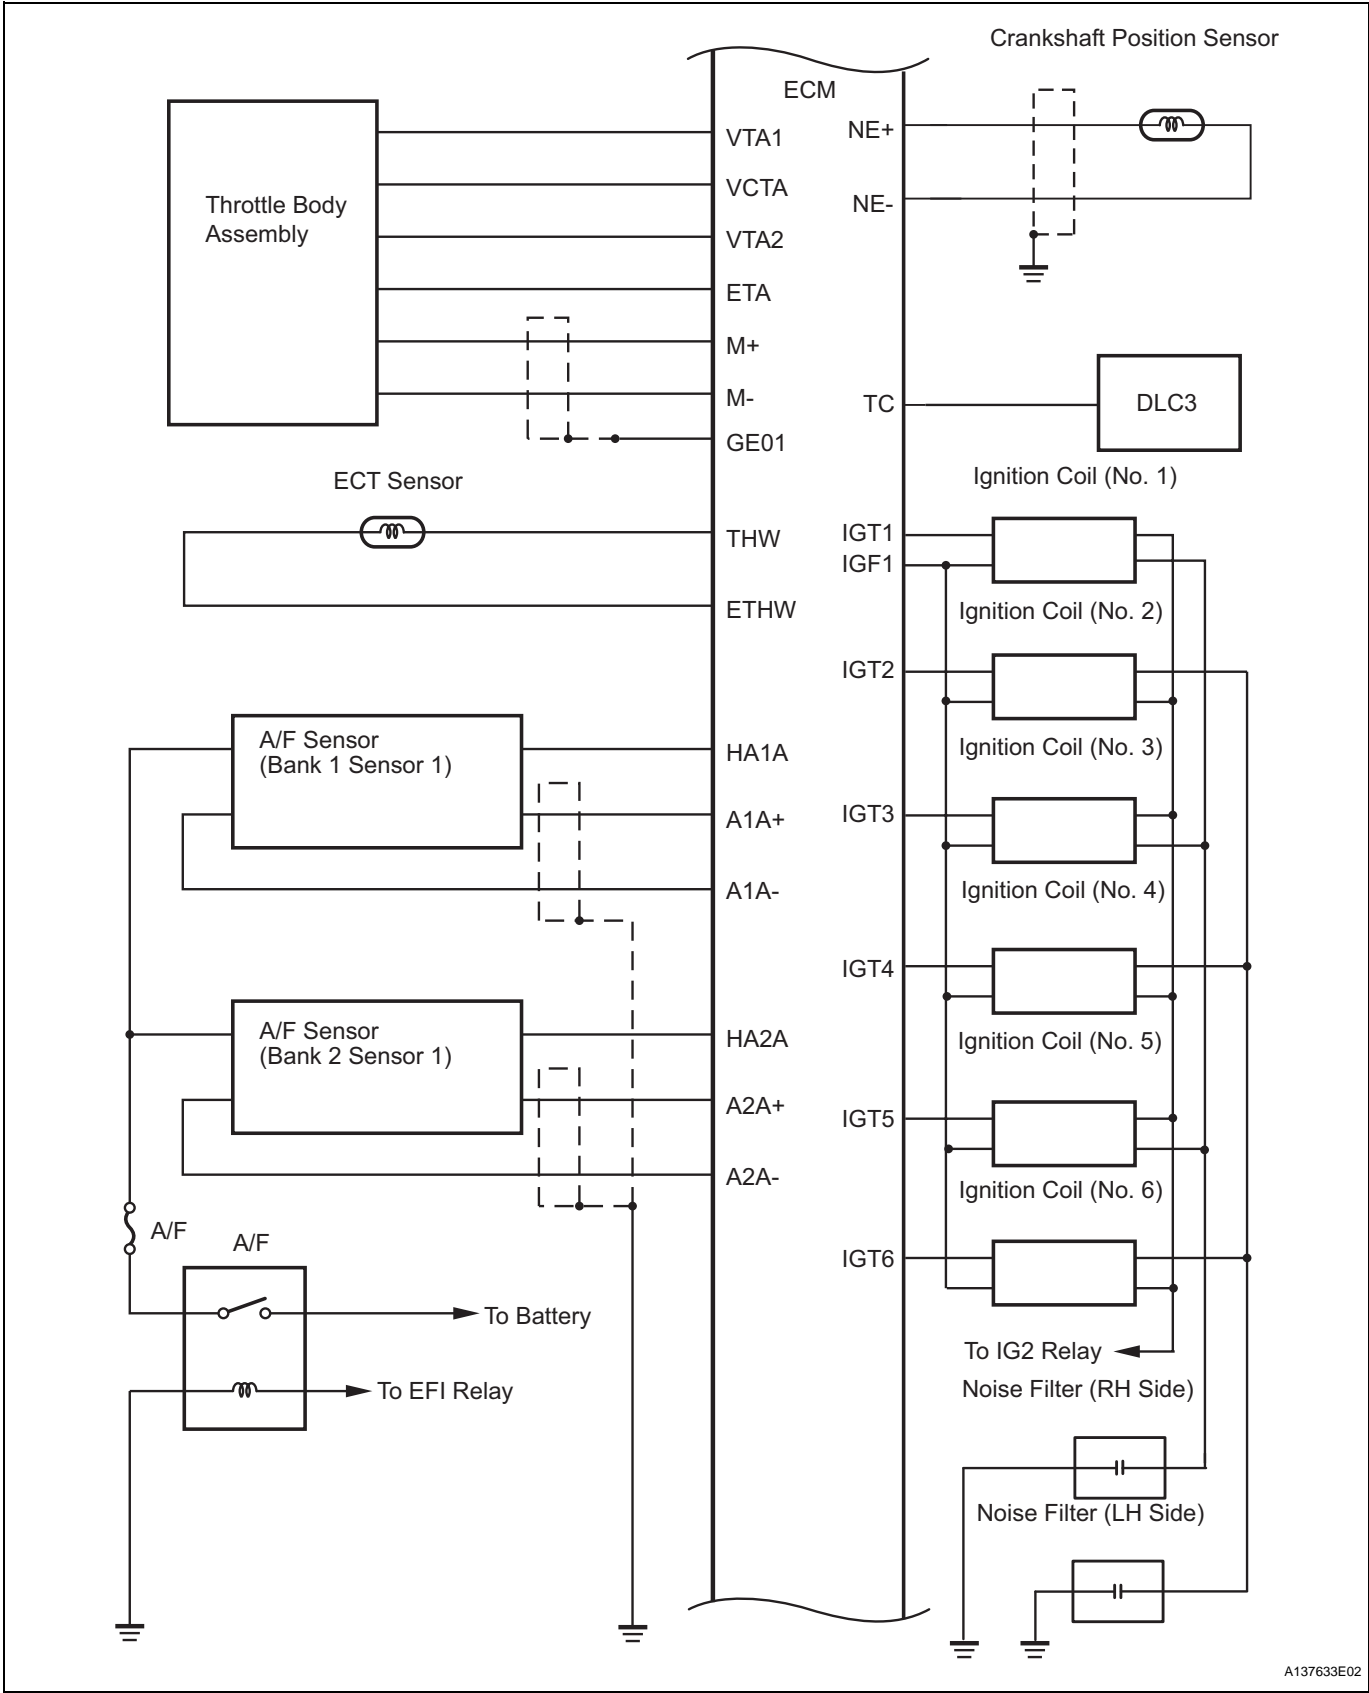 Crankshaft Position Sensor
ECM
Throttle Body
Assembly
VTA1
VCTA
VTA2
ETA
M+
M-
GE01
NE+
NE-
TC
DLC3
ECT Sensor
THW
ETHW
Ignition Coil (No. 1)
IGT1
IGF1
Ignition Coil (No. 2)
IGT2
Ignition Coil (No. 3)
IGT3
Ignition Coil (No. 4)
IGT4
Ignition Coil (No. 5)
IGT5
Ignition Coil (No. 6)
IGT6
A/F Sensor
(Bank 1 Sensor 1)
HA1A
A1A+
A1A-
A/F Sensor
(Bank 2 Sensor 1)
HA2A
A2A+
A2A-
A/F
A/F
To Battery
To EFI Relay
To IG2 Relay
Noise Filter (RH Side)
Noise Filter (LH Side)
A137633E02